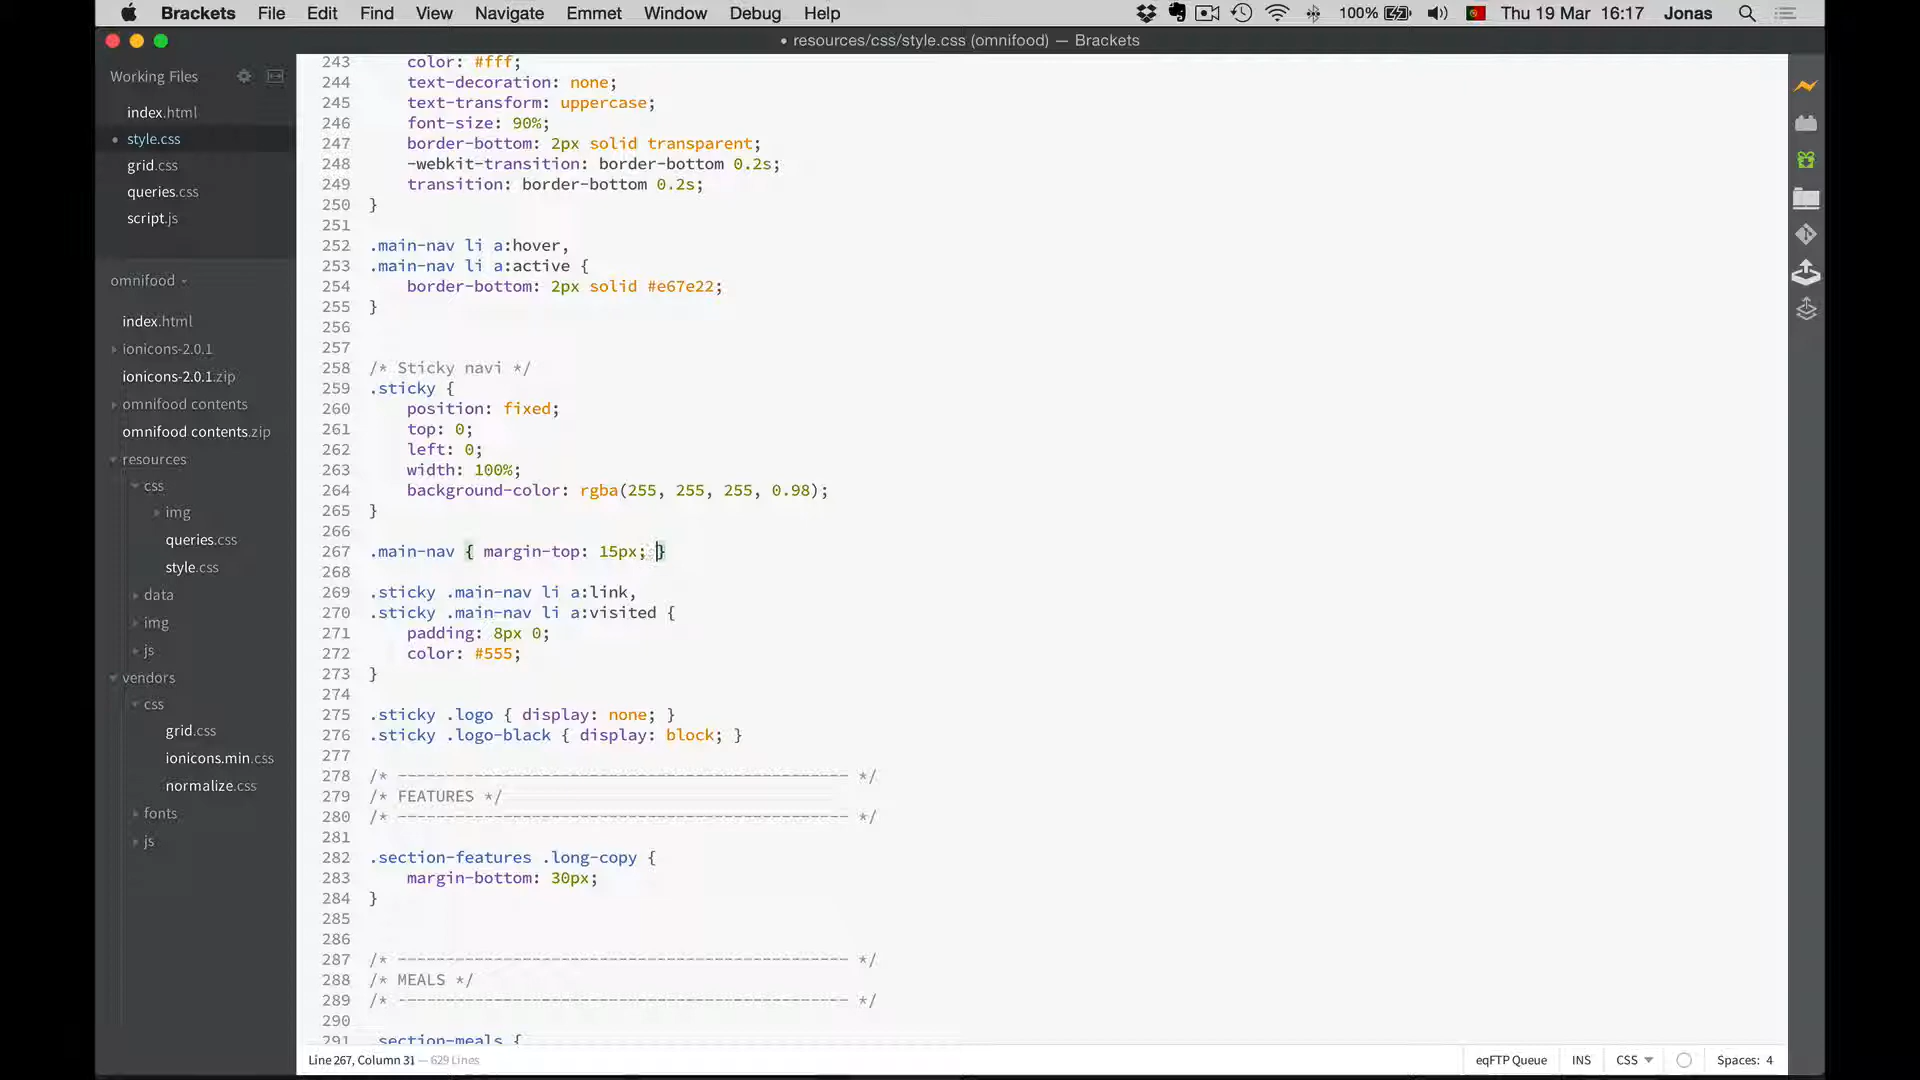 Brackets File Edit Find View Navigate Emmet Window Debug Help 100% Thu 19 Mar 16:17 Jonas
• resources/css/style.css (omnifood) — Brackets
Working Files
index.html
• style.css
grid.css
queries.css
script.js
omnifood
index.html
ionicons-2.0.1
ionicons-2.0.1.zip
omnifood contents
omnifood contents.zip
resources
css
img
queries.css
style.css
data
img
js
vendors
css
grid.css
ionicons.min.css
normalize.css
fonts
js
243 color: #fff;
244 text-decoration: none;
245 text-transform: uppercase;
246 font-size: 90%;
247 border-bottom: 2px solid transparent;
248 -webkit-transition: border-bottom 0.2s;
249 transition: border-bottom 0.2s;
250 }
251
252 .main-nav li a:hover,
253 .main-nav li a:active {
254 border-bottom: 2px solid #e67e22;
255 }
256
257
258 /* Sticky navi */
259 .sticky {
260 position: fixed;
261 top: 0;
262 left: 0;
263 width: 100%;
264 background-color: rgba(255, 255, 255, 0.98);
265 }
266
267 .main-nav { margin-top: 15px; }
268
269 .sticky .main-nav li a:link,
270 .sticky .main-nav li a:visited {
271 padding: 8px 0;
272 color: #555;
273 }
274
275 .sticky .logo { display: none; }
276 .sticky .logo-black { display: block; }
277
278 /* ----------------------------------------------- */
279 /* FEATURES */
280 /* ----------------------------------------------- */
281
282 .section-features .long-copy {
283 margin-bottom: 30px;
284 }
285
286
287 /* ----------------------------------------------- */
288 /* MEALS */
289 /* ----------------------------------------------- */
290
291 .section-meals {
Line 267, Column 31 — 629 Lines
eqFTP Queue INS CSS Spaces: 4